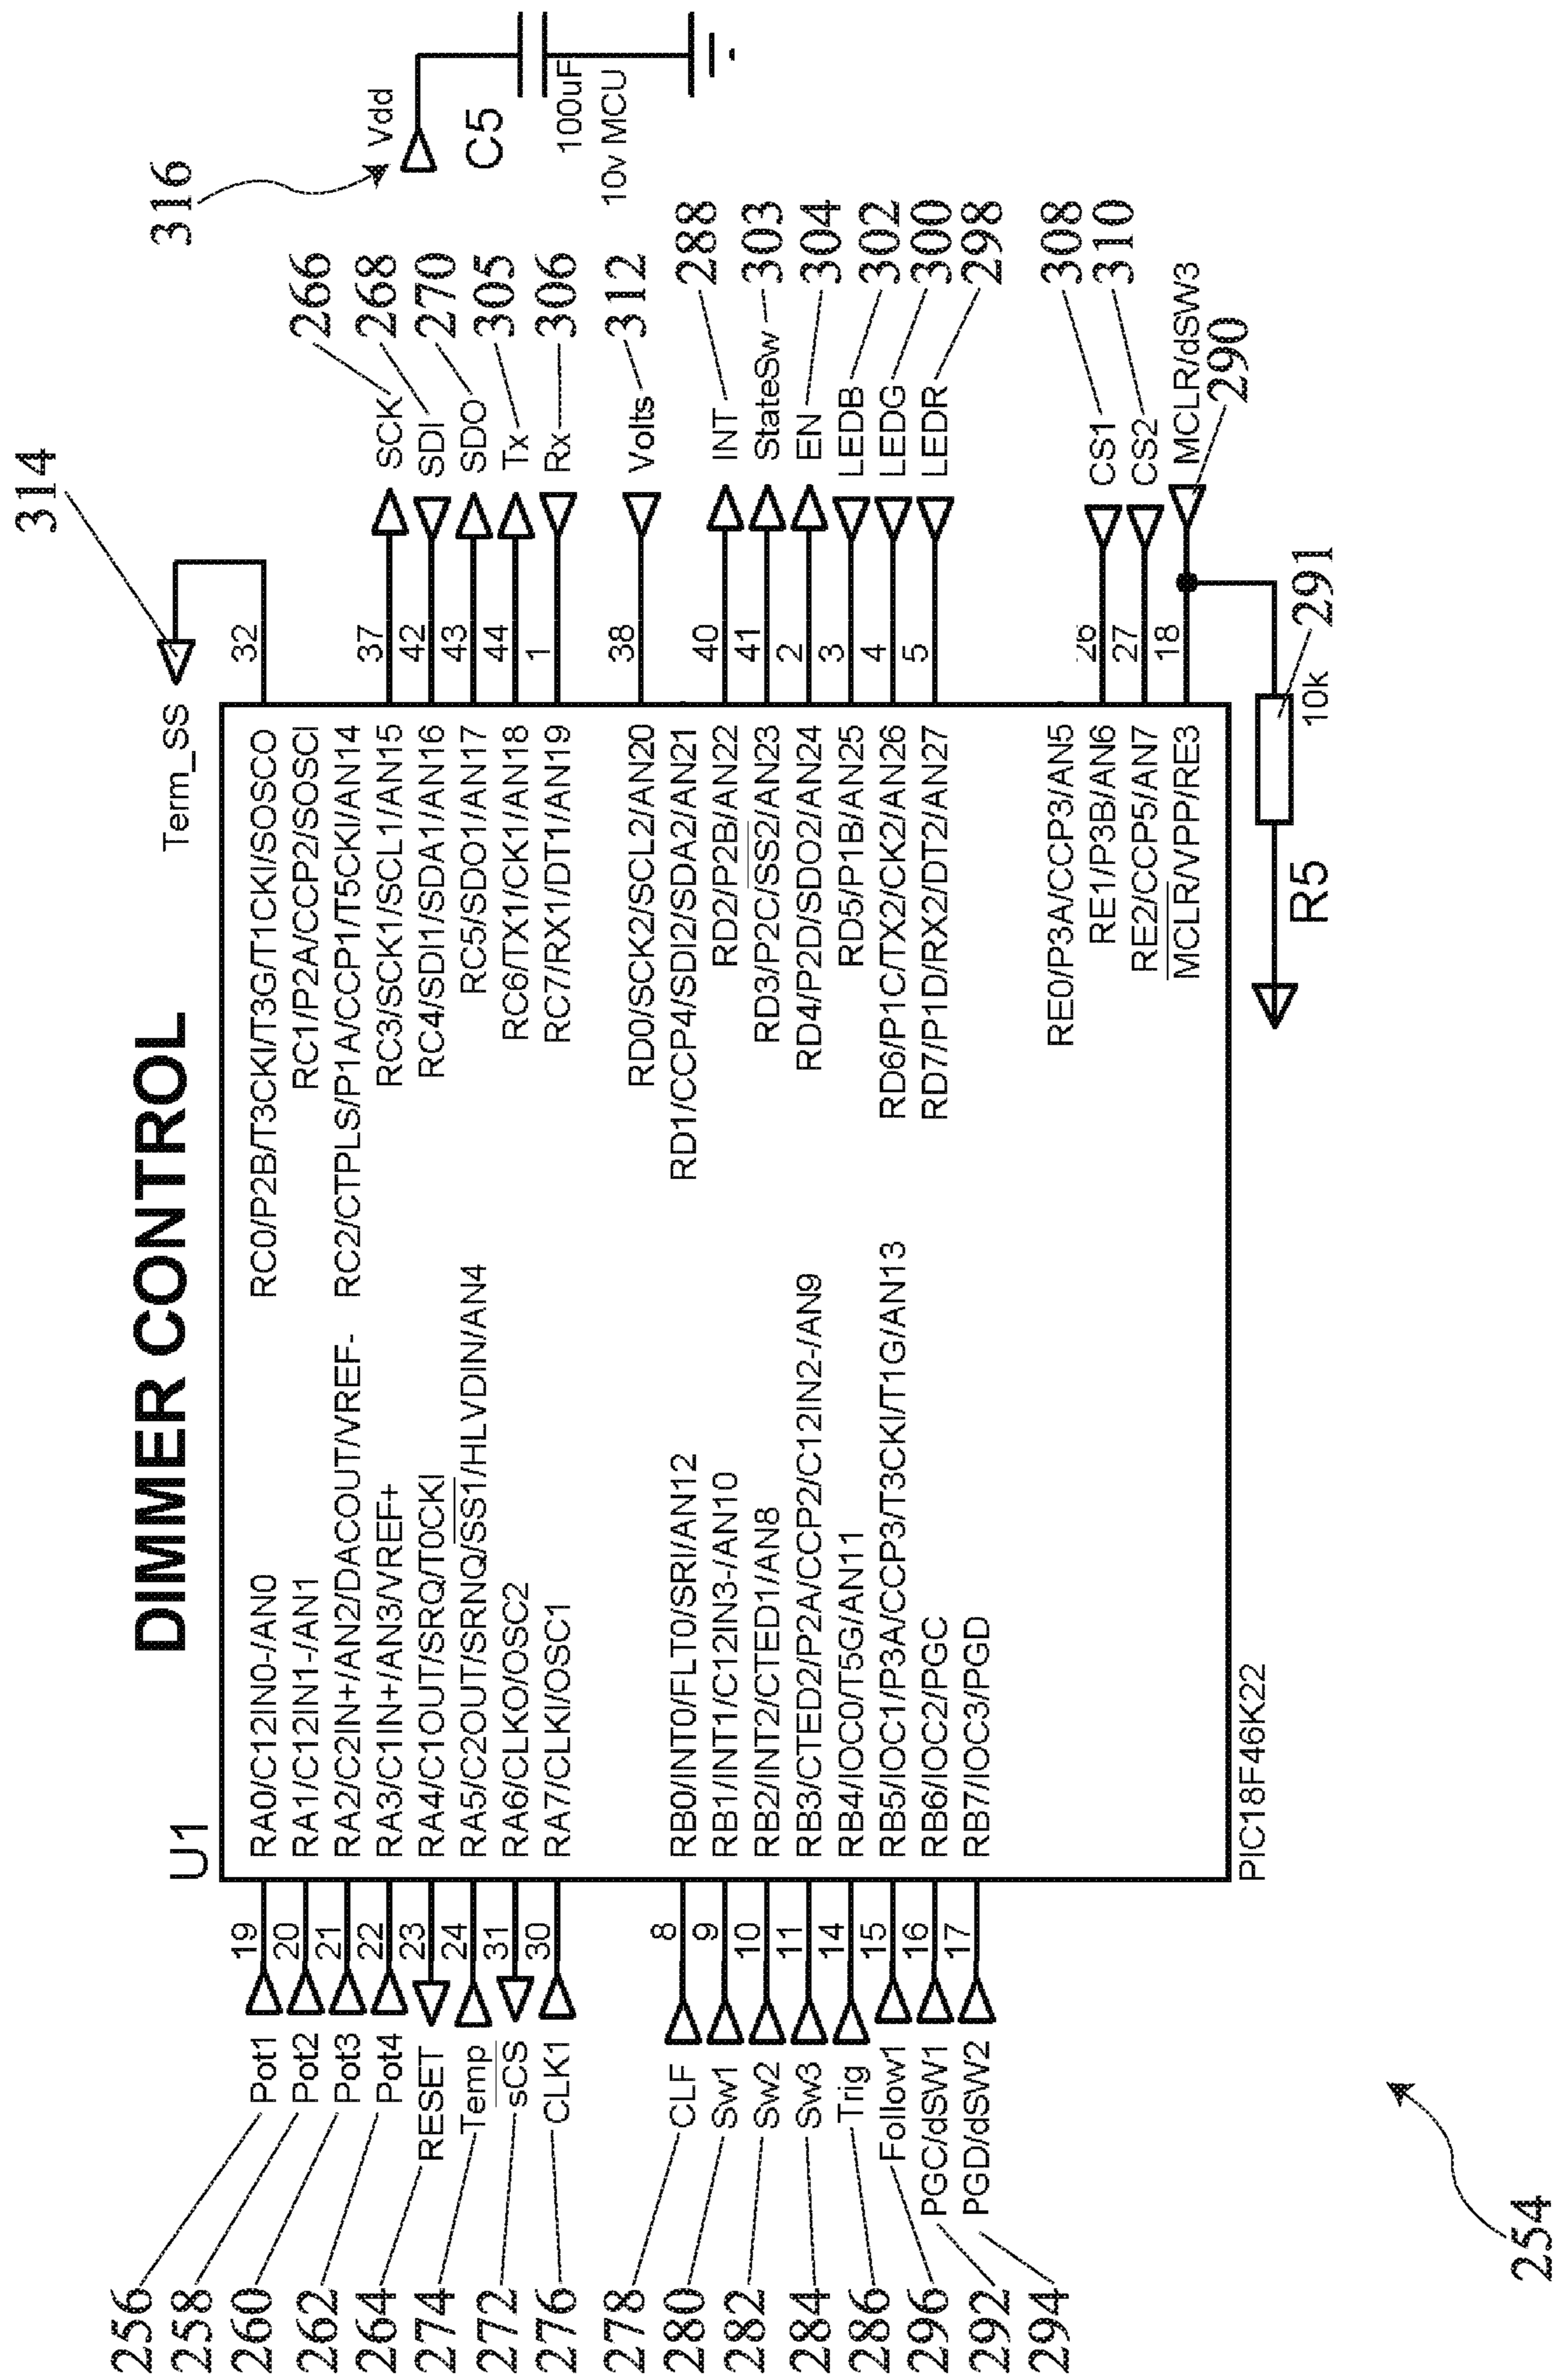 DIMMER CONTROL
U1
256 Pot1 19 RA0/C12IN0-/AN0
258 Pot2 20 RA1/C12IN1-/AN1
260 Pot3 21 RA2/C2IN+/AN2/DACOUT/VREF-
262 Pot4 22 RA3/C1IN+/AN3/VREF+
264 RESET 23 RA4/C1OUT/SRQ/T0CKI
274 Temp 24 RA5/C2OUT/SRNQ/SS1/HLVDIN/AN4
272 sCS 31 RA6/CLKO/OSC2
276 CLK1 30 RA7/CLKI/OSC1
278 CLF 8 RB0/INT0/FLT0/SRI/AN12
280 Sw1 9 RB1/INT1/C12IN3-/AN10
282 Sw2 10 RB2/INT2/CTED1/AN8
284 Sw3 11 RB3/CTED2/P2A/CCP2/C12IN2-/AN9
286 Trig 14 RB4/IOC0/T5G/AN11
296 Follow1 15 RB5/IOC1/P3A/CCP3/T3CKI/T1G/AN13
292 PGC/dSW1 16 RB6/IOC2/PGC
294 PGD/dSW2 17 RB7/IOC3/PGD
314
Term_SS
RC0/P2B/T3CKI/T3G/T1CKI/SOSCO 32
RC1/P2A/CCP2/SOSCI
RC2/CTPLS/P1A/CCP1/T5CKI/AN14
RC3/SCK1/SCL1/AN15 37 SCK 266
RC4/SDI1/SDA1/AN16 42 SDI 268
RC5/SDO1/AN17 43 SDO 270
RC6/TX1/CK1/AN18 44 Tx 305
RC7/RX1/DT1/AN19 1 Rx 306
RD0/SCK2/SCL2/AN20 38 Volts 312
RD1/CCP4/SDI2/SDA2/AN21
RD2/P2B/AN22 40 INT 288
RD3/P2C/SS2/AN23 41 StateSw 303
RD4/P2D/SDO2/AN24 2 EN 304
RD5/P1B/AN25 3 LEDB 302
RD6/P1C/TX2/CK2/AN26 4 LEDG 300
RD7/P1D/RX2/DT2/AN27 5 LEDR 298
RE0/P3A/CCP3/AN5
RE1/P3B/AN6 26 CS1 308
RE2/CCP5/AN7 27 CS2 310
MCLR/VPP/RE3 18 MCLR/dSW3
290
PIC18F46K22
R5
10k
291
316
Vdd
C5
100uF
10v MCU
254